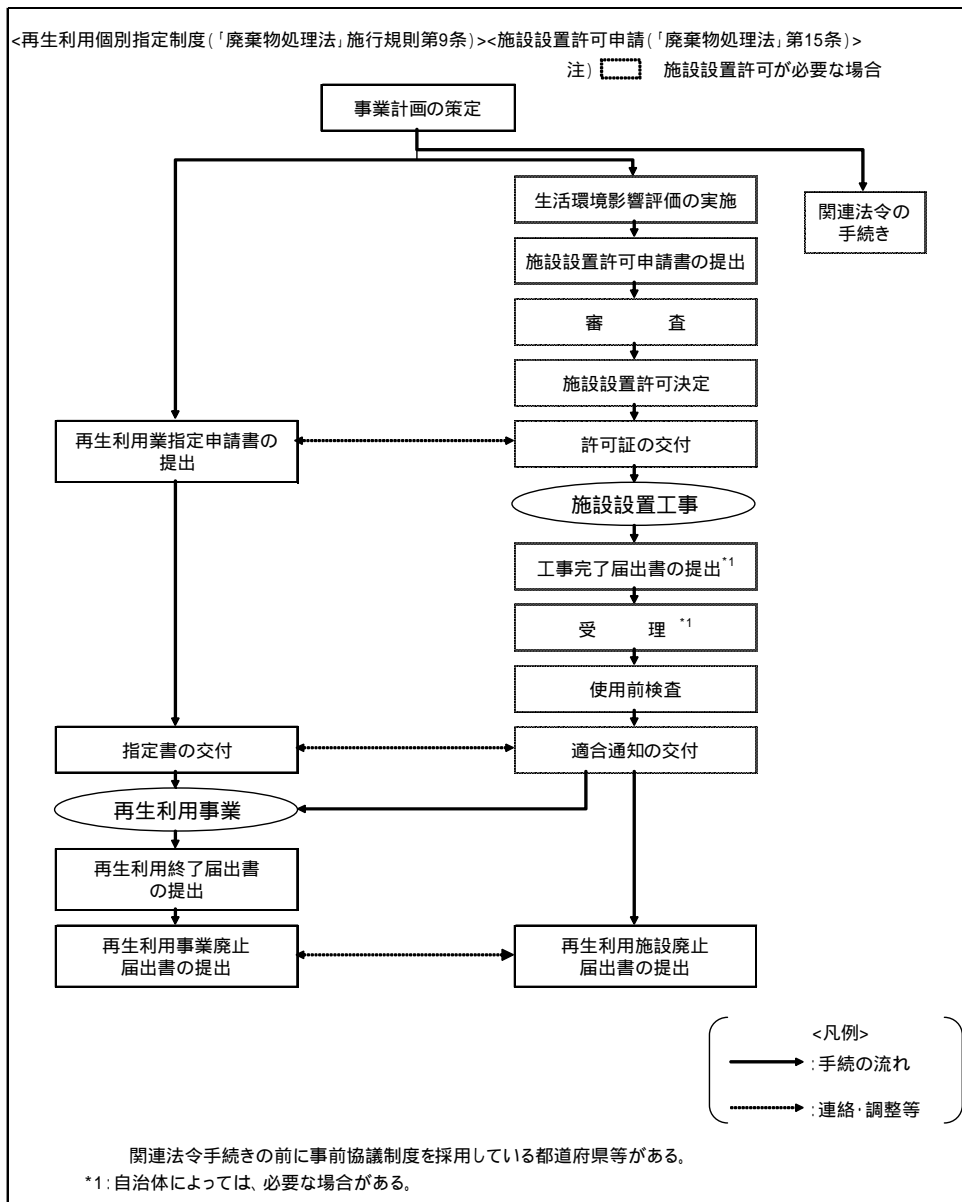 <再生利用個別指定制度(「廃棄物処理法」施行規則第9条)><施設設置許可申請(「廃棄物処理法」第15条)>
注) 施設設置許可が必要な場合
事業計画の策定
生活環境影響評価の実施
関連法令の
手続き
施設設置許可申請書の提出
審 査
施設設置許可決定
再生利用業指定申請書の
提出
許可証の交付
施設設置工事
工事完了届出書の提出*1
受 理 *1
使用前検査
指定書の交付
適合通知の交付
再生利用事業
再生利用終了届出書
の提出
再生利用事業廃止
届出書の提出
再生利用施設廃止
届出書の提出
<凡例>
:手続の流れ
:連絡・調整等
関連法令手続きの前に事前協議制度を採用している都道府県等がある。
*1:自治体によっては、必要な場合がある。